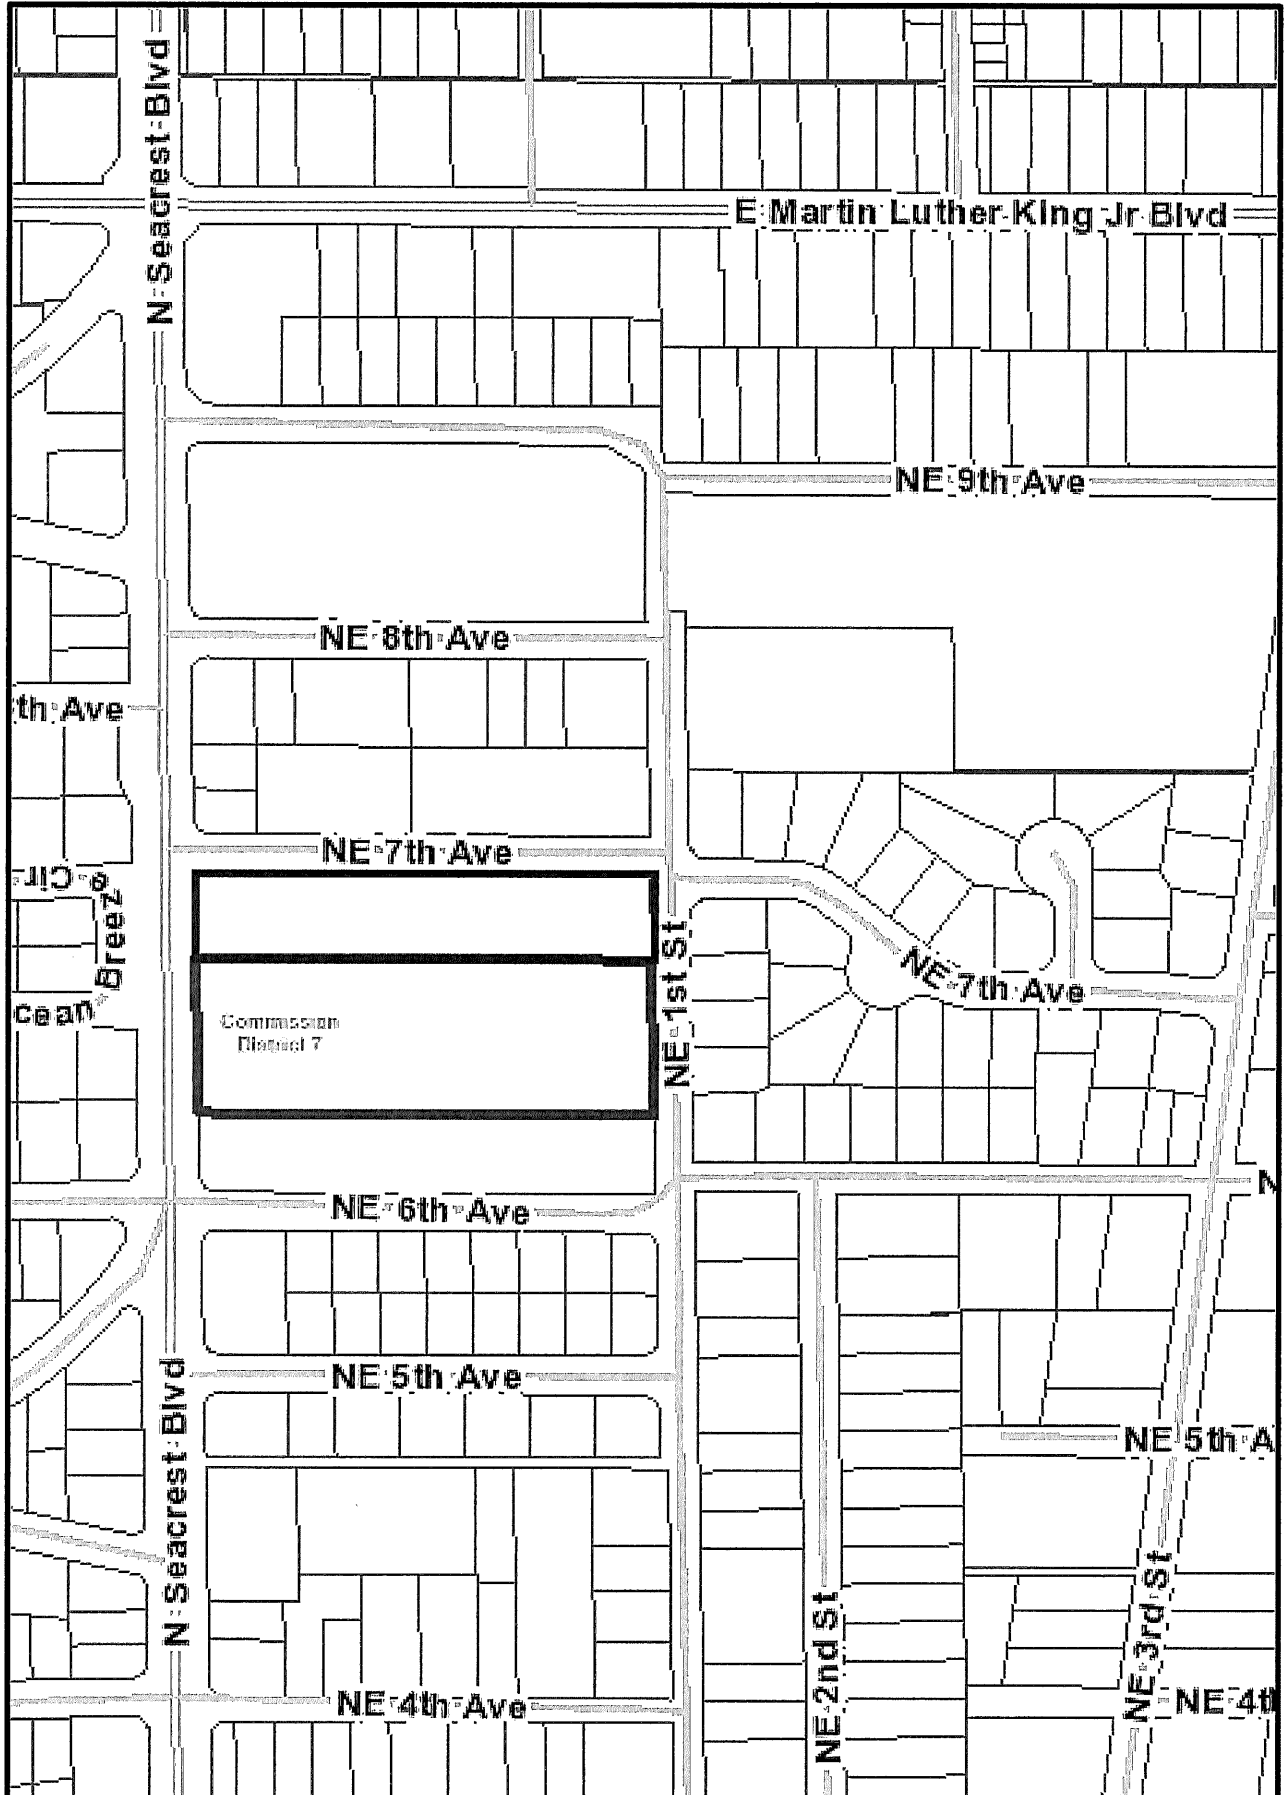 N Seacrest Blvd
E Martin Luther King Jr Blvd
NE 9th Ave
NE 8th Ave
th Ave
NE 7th Ave
e Cir
Breez
cean
NE 1st St
NE 7th Ave
Commission
District 7
N
NE 6th Ave
NE 5th Ave
N Seacrest Blvd
NE 5th A
NE 2nd St
NE 3rd St
NE 4th Ave
NE 4t